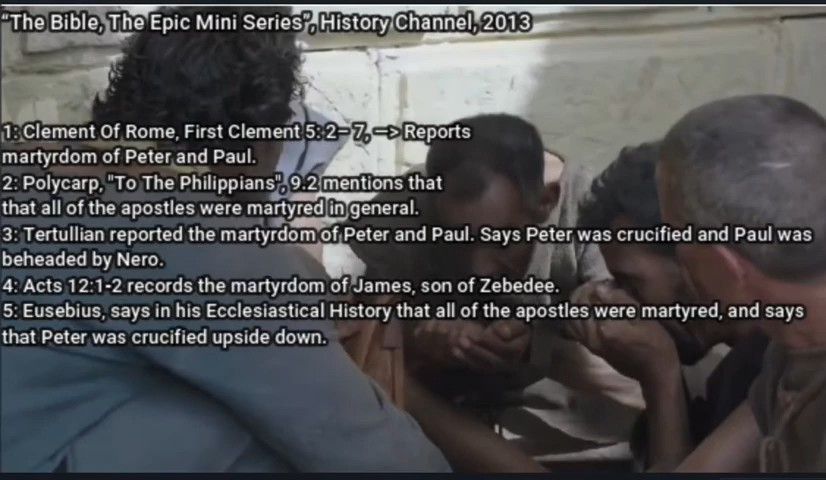 “The Bible, The Epic Mini Series”, History Channel, 2013
1: Clement Of Rome, First Clement 5: 2– 7, —> Reports
martyrdom of Peter and Paul.
2: Polycarp, "To The Philippians", 9.2 mentions that
that all of the apostles were martyred in general.
3: Tertullian reported the martyrdom of Peter and Paul. Says Peter was crucified and Paul was
beheaded by Nero.
4: Acts 12:1-2 records the martyrdom of James, son of Zebedee.
5: Eusebius, says in his Ecclesiastical History that all of the apostles were martyred, and says
that Peter was crucified upside down.